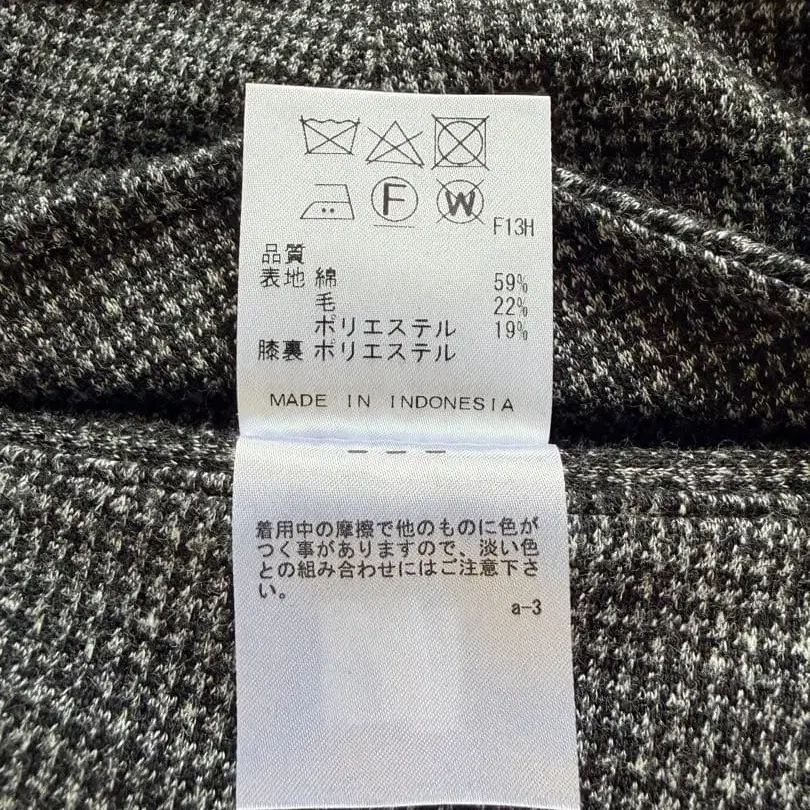 F W
F13H
品質
表地 綿 59%
毛 22%
ポリエステル 19%
膝裏 ポリエステル
MADE IN INDONESIA
着用中の摩擦で他のものに色が
つく事がありますので、淡い色
との組み合わせにはご注意下さ
い。
a-3